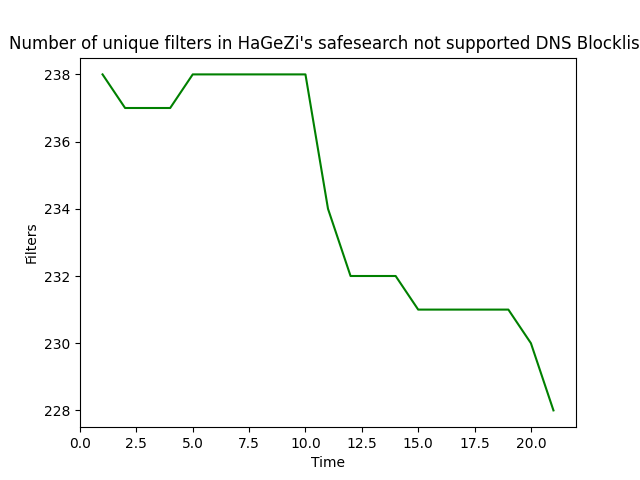 Number of unique filters in HaGeZi's safesearch not supported DNS Blocklis
238
236
234
232
230
228
Filters
0.0 2.5 5.0 7.5 10.0 12.5 15.0 17.5 20.0
Time